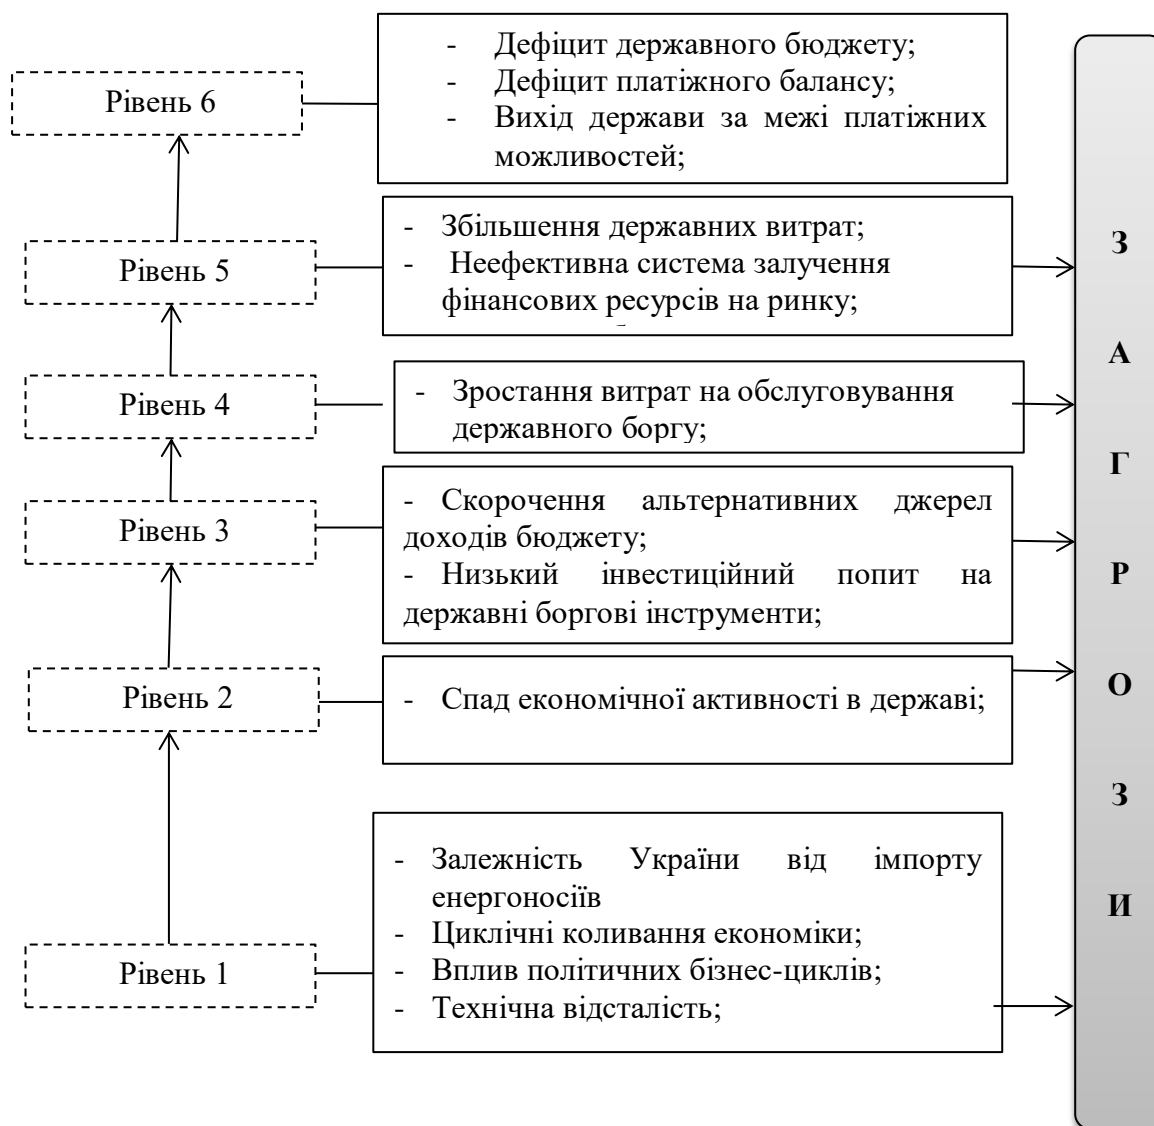 - Дефіцит державного бюджету;
- Дефіцит платіжного балансу;
- Вихід держави за межі платіжних
можливостей;
Рівень 6
- Збільшення державних витрат;
- Неефективна система залучення
фінансових ресурсів на ринку;
Рівень 5
- Зростання витрат на обслуговування
державного боргу;
Рівень 4
- Скорочення альтернативних джерел
доходів бюджету;
- Низький інвестиційний попит на
державні боргові інструменти;
Рівень 3
- Спад економічної активності в державі;
Рівень 2
- Залежність України від імпорту
енергоносіїв
- Циклічні коливання економіки;
- Вплив політичних бізнес-циклів;
- Технічна відсталість;
Рівень 1
З
А
Г
Р
О
З
И